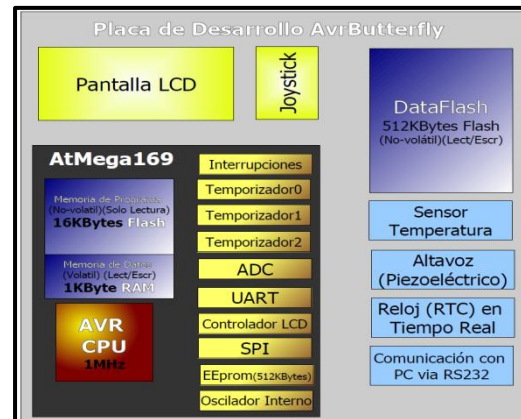 Placa de Desarrollo AvrButterfly
Pantalla LCD
Joystick
DataFlash
512KBytes Flash
(No-volátil)(Lect/Escr)
AtMega169
Memoria de Programa
(No-volatil)(Solo Lectura)
16KBytes Flash
Memoria de Datos
(Volatil) (Lect/Escr)
1KByte RAM
AVR
CPU
1MHz
Interrupciones
Temporizador0
Temporizador1
Temporizador2
ADC
UART
Controlador LCD
SPI
EEprom(512KBytes)
Oscilador Interno
Sensor
Temperatura
Altavoz
(Piezoeléctrico)
Reloj (RTC) en
Tiempo Real
Comunicación con
PC via RS232